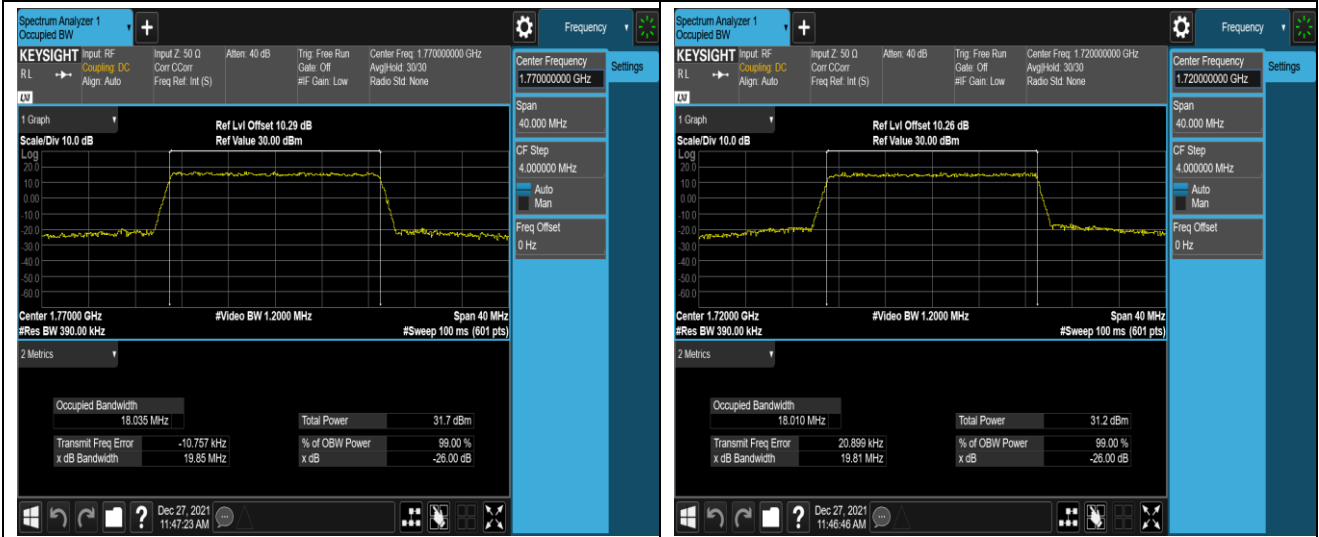 Spectrum Analyzer 1
Occupied BW
+
Frequency
KEYSIGHT Input: RF Input Z: 50 Ω Atten: 40 dB Trig: Free Run Center Freq: 1.770000000 GHz
RL Coupling: DC Corr CCorr Gate: Off Avg|Hold: 30/30
Align: Auto Freq Ref: Int (S) #IF Gain: Low Radio Std: None
LXI
Center Frequency
1.770000000 GHz
Settings
Span
40.000 MHz
CF Step
4.000000 MHz
Auto
Man
Freq Offset
0 Hz
1 Graph
Ref Lvl Offset 10.29 dB
Scale/Div 10.0 dB Ref Value 30.00 dBm
Log
20.0
10.0
0.00
-10.0
-20.0
-30.0
-40.0
-50.0
-60.0
Center 1.77000 GHz #Video BW 1.2000 MHz Span 40 MHz
#Res BW 390.00 kHz #Sweep 100 ms (601 pts)
2 Metrics
Occupied Bandwidth
18.035 MHz Total Power 31.7 dBm
Transmit Freq Error -10.757 kHz % of OBW Power 99.00 %
x dB Bandwidth 19.85 MHz x dB -26.00 dB
? Dec 27, 2021
11:47:23 AM
Spectrum Analyzer 1
Occupied BW
+
Frequency
KEYSIGHT Input: RF Input Z: 50 Ω Atten: 40 dB Trig: Free Run Center Freq: 1.720000000 GHz
RL Coupling: DC Corr CCorr Gate: Off Avg|Hold: 30/30
Align: Auto Freq Ref: Int (S) #IF Gain: Low Radio Std: None
LXI
Center Frequency
1.720000000 GHz
Settings
Span
40.000 MHz
CF Step
4.000000 MHz
Auto
Man
Freq Offset
0 Hz
1 Graph
Ref Lvl Offset 10.26 dB
Scale/Div 10.0 dB Ref Value 30.00 dBm
Log
20.0
10.0
0.00
-10.0
-20.0
-30.0
-40.0
-50.0
-60.0
Center 1.72000 GHz #Video BW 1.2000 MHz Span 40 MHz
#Res BW 390.00 kHz #Sweep 100 ms (601 pts)
2 Metrics
Occupied Bandwidth
18.010 MHz Total Power 31.2 dBm
Transmit Freq Error 20.899 kHz % of OBW Power 99.00 %
x dB Bandwidth 19.81 MHz x dB -26.00 dB
? Dec 27, 2021
11:46:46 AM